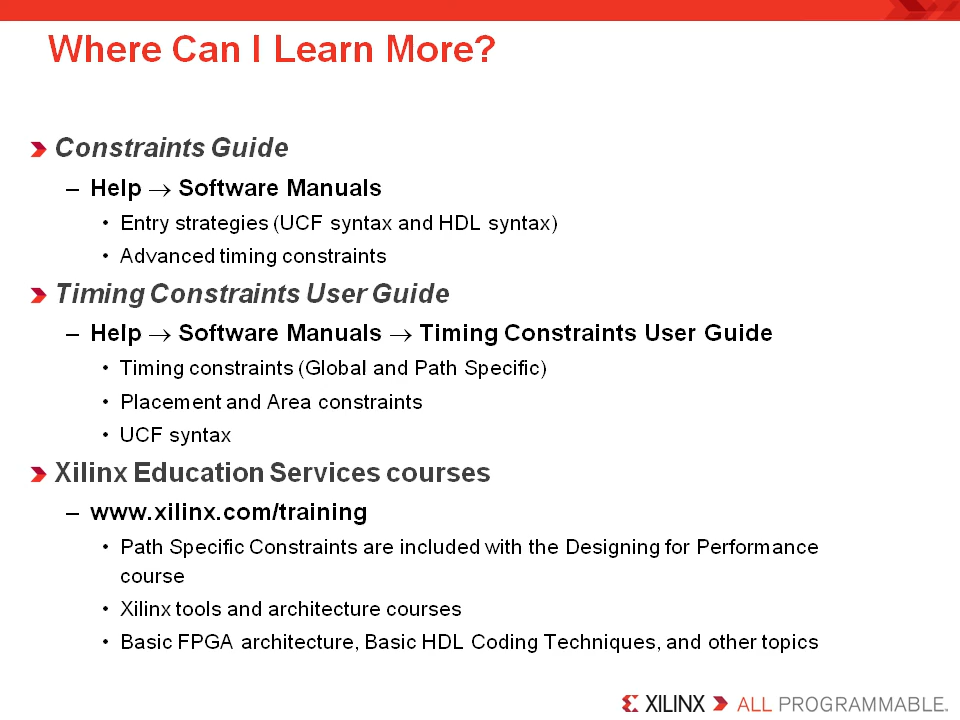 Where Can I Learn More?
Constraints Guide
– Help → Software Manuals
• Entry strategies (UCF syntax and HDL syntax)
• Advanced timing constraints
Timing Constraints User Guide
– Help → Software Manuals → Timing Constraints User Guide
• Timing constraints (Global and Path Specific)
• Placement and Area constraints
• UCF syntax
Xilinx Education Services courses
– www.xilinx.com/training
• Path Specific Constraints are included with the Designing for Performance
course
• Xilinx tools and architecture courses
• Basic FPGA architecture, Basic HDL Coding Techniques, and other topics
XILINX ALL PROGRAMMABLE.